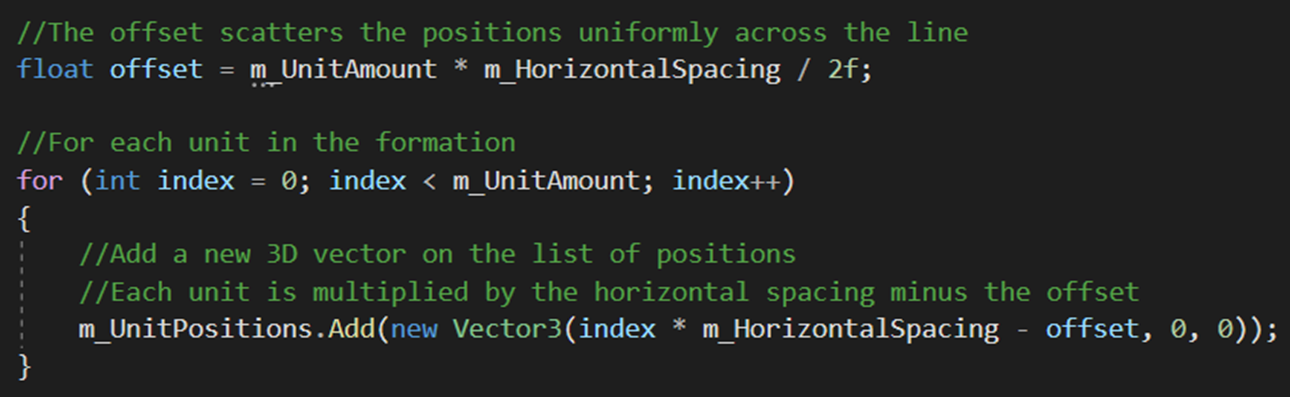 //The offset scatters the positions uniformly across the line
float offset = m_UnitAmount * m_HorizontalSpacing / 2f;
//For each unit in the formation
for (int index = 0; index < m_UnitAmount; index++)
{
//Add a new 3D vector on the list of positions
//Each unit is multiplied by the horizontal spacing minus the offset
m_UnitPositions.Add(new Vector3(index * m_HorizontalSpacing - offset, 0, 0));
}